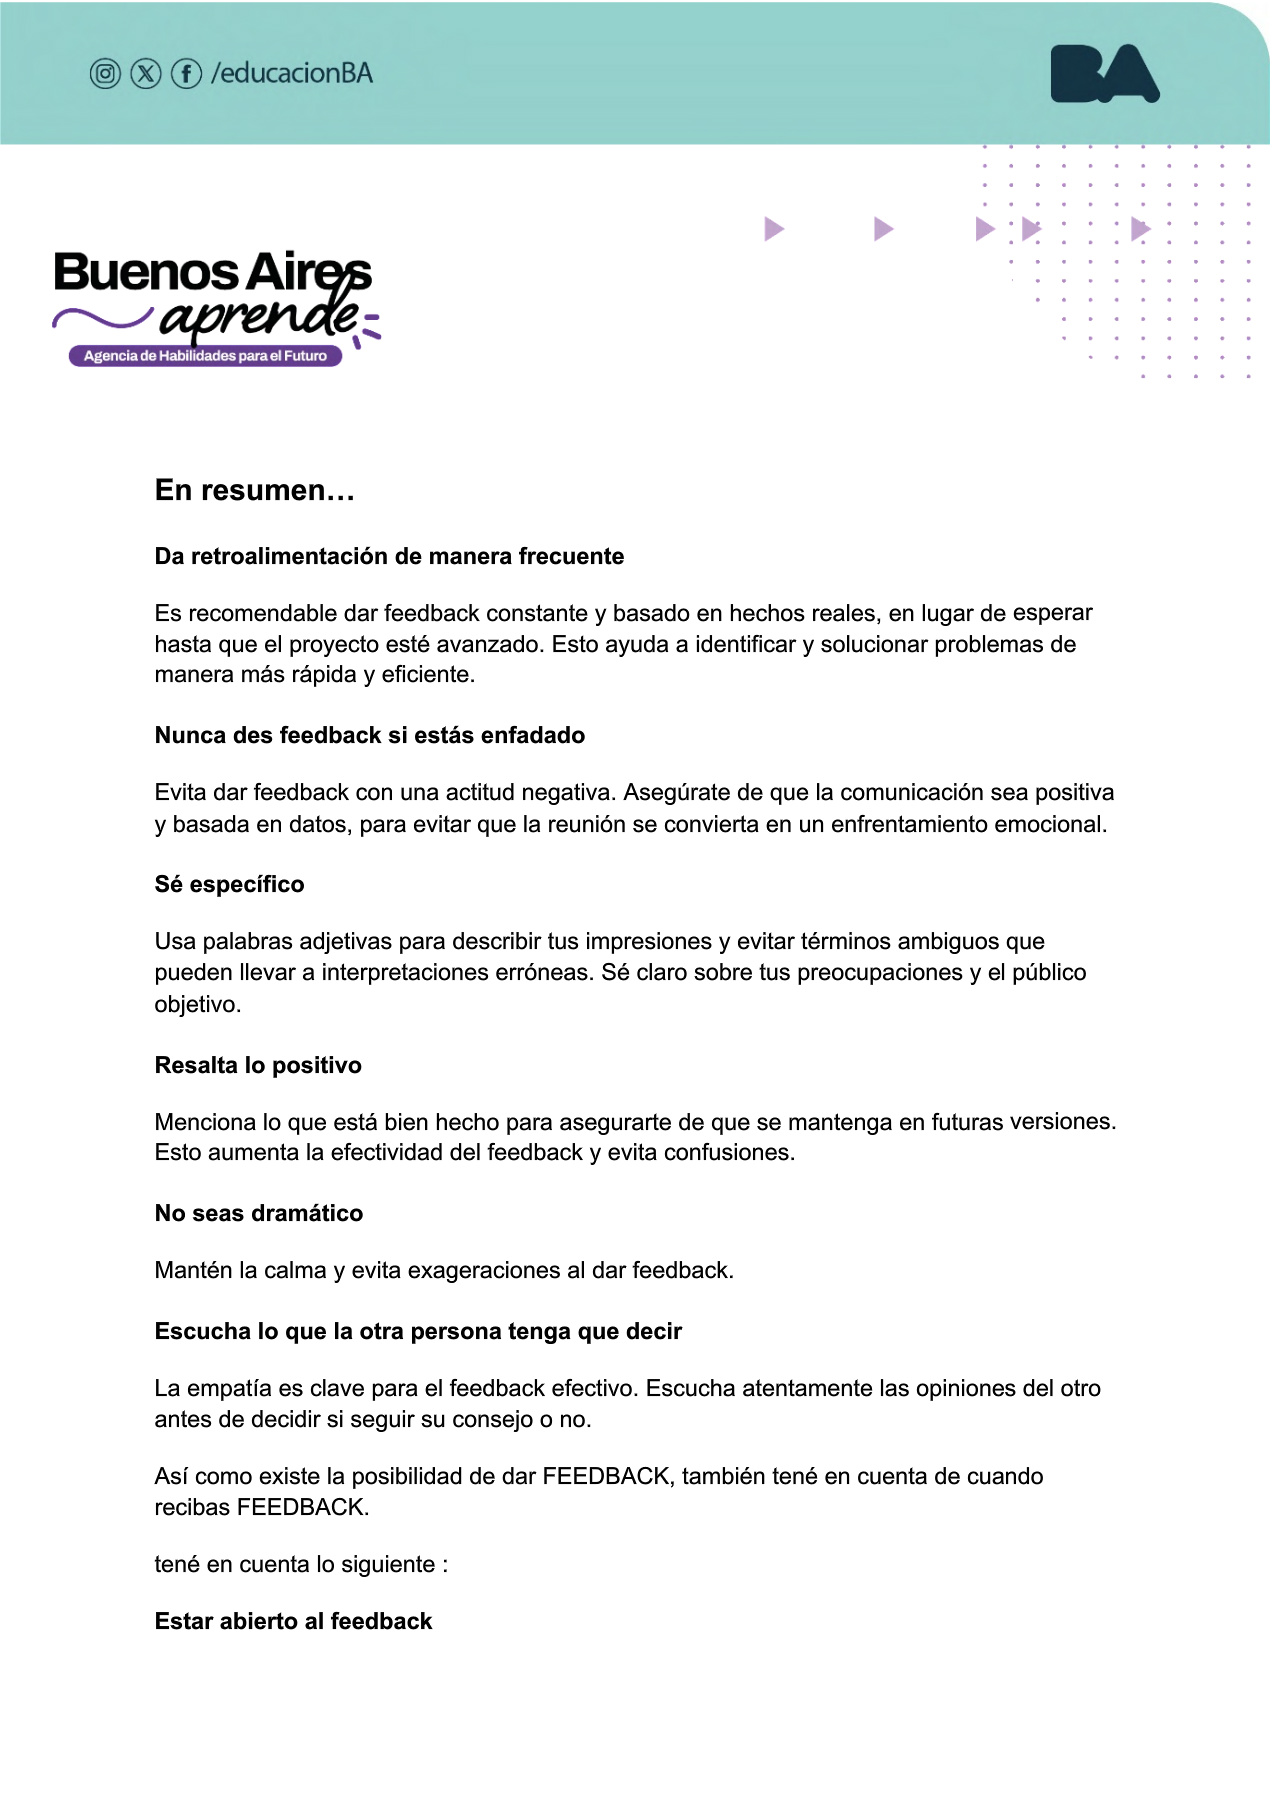 /educacionBA
BA
Buenos Aires
aprende
Agencia de Habilidades para el Futuro
En resumen…
Da retroalimentación de manera frecuente
Es recomendable dar feedback constante y basado en hechos reales, en lugar de esperar
hasta que el proyecto esté avanzado. Esto ayuda a identificar y solucionar problemas de
manera más rápida y eficiente.
Nunca des feedback si estás enfadado
Evita dar feedback con una actitud negativa. Asegúrate de que la comunicación sea positiva
y basada en datos, para evitar que la reunión se convierta en un enfrentamiento emocional.
Sé específico
Usa palabras adjetivas para describir tus impresiones y evitar términos ambiguos que
pueden llevar a interpretaciones erróneas. Sé claro sobre tus preocupaciones y el público
objetivo.
Resalta lo positivo
Menciona lo que está bien hecho para asegurarte de que se mantenga en futuras versiones.
Esto aumenta la efectividad del feedback y evita confusiones.
No seas dramático
Mantén la calma y evita exageraciones al dar feedback.
Escucha lo que la otra persona tenga que decir
La empatía es clave para el feedback efectivo. Escucha atentamente las opiniones del otro
antes de decidir si seguir su consejo o no.
Así como existe la posibilidad de dar FEEDBACK, también tené en cuenta de cuando
recibas FEEDBACK.
tené en cuenta lo siguiente :
Estar abierto al feedback